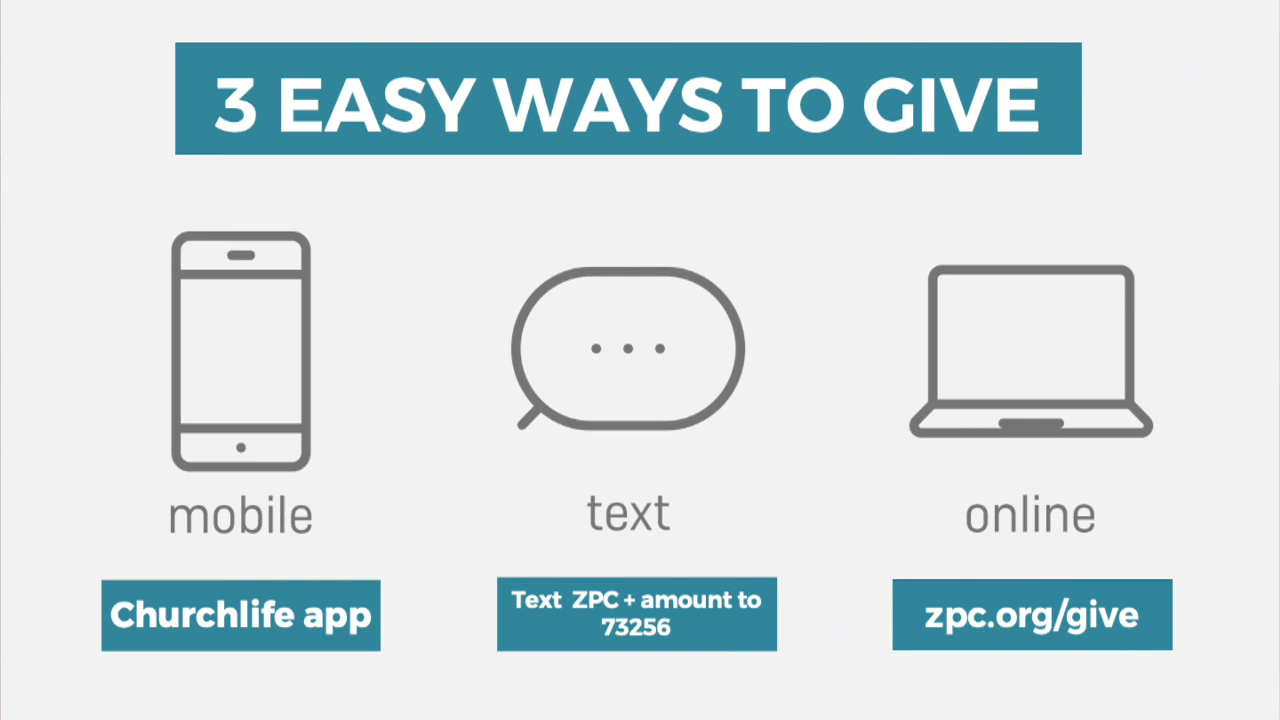 3 EASY WAYS TO GIVE
mobile
Churchlife app
text
Text ZPC + amount to
73256
online
zpc.org/give